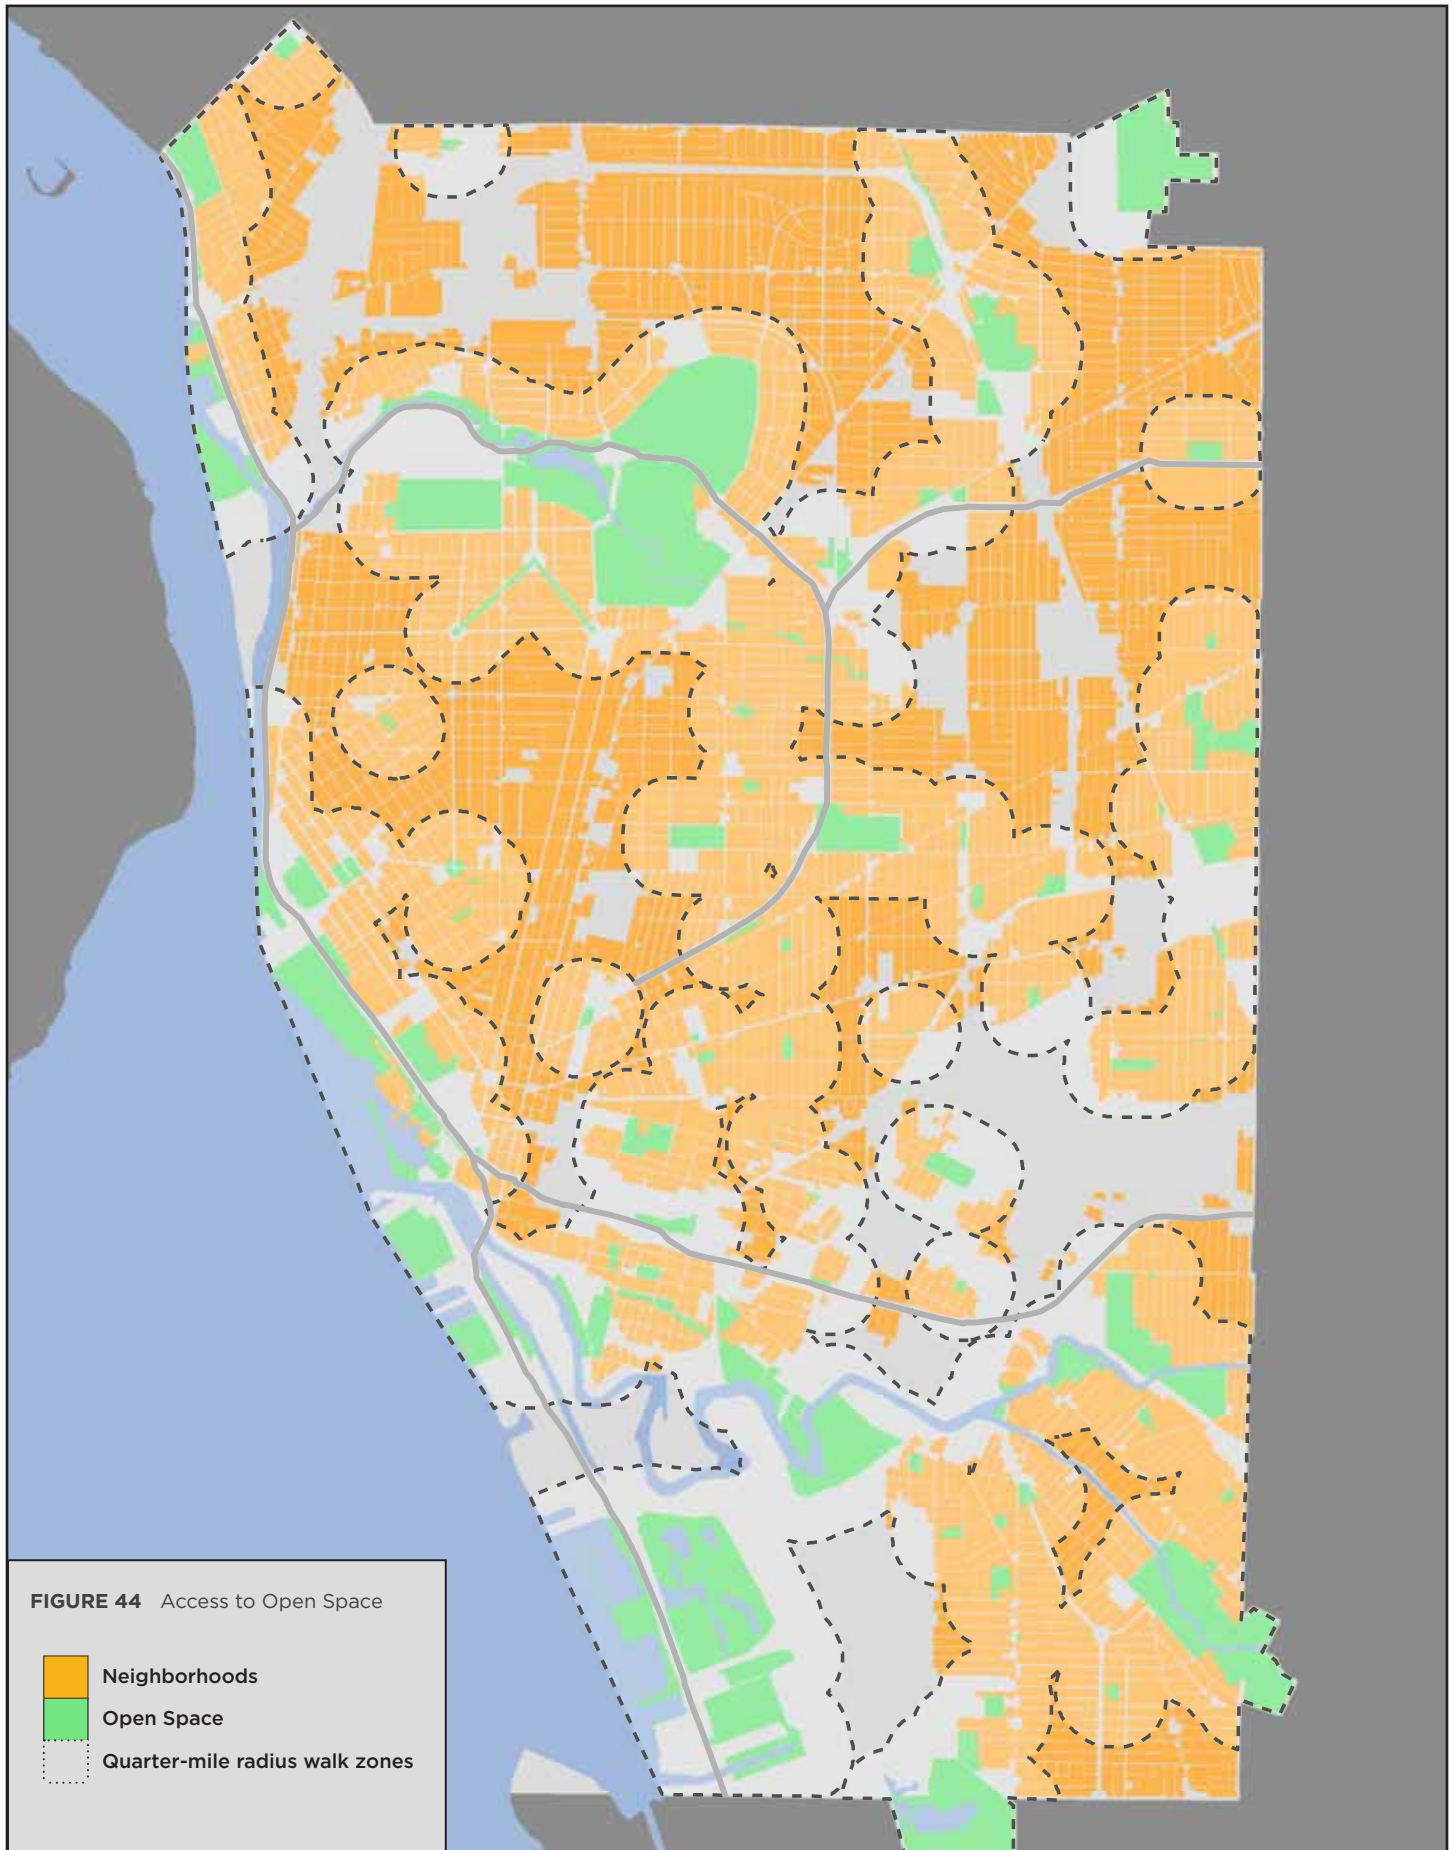 FIGURE 44 Access to Open Space
Neighborhoods
Open Space
Quarter-mile radius walk zones